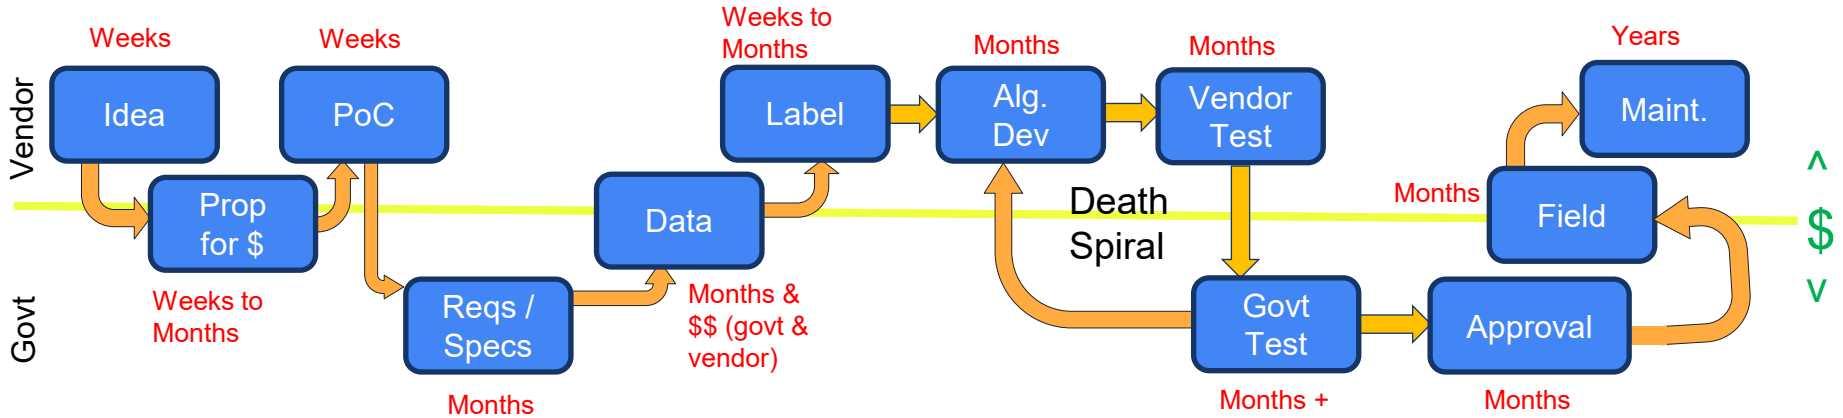 Vendor
Govt
Weeks
Idea
Prop
for $
Weeks to
Months
Weeks
PoC
Reqs /
Specs
Months
Data
Months &
$$ (govt &
vendor)
Weeks to
Months
Label
Months
Alg.
Dev
Months
Vendor
Test
Death
Spiral
Govt
Test
Months +
Approval
Months
Months
Field
Years
Maint.
^
$
v